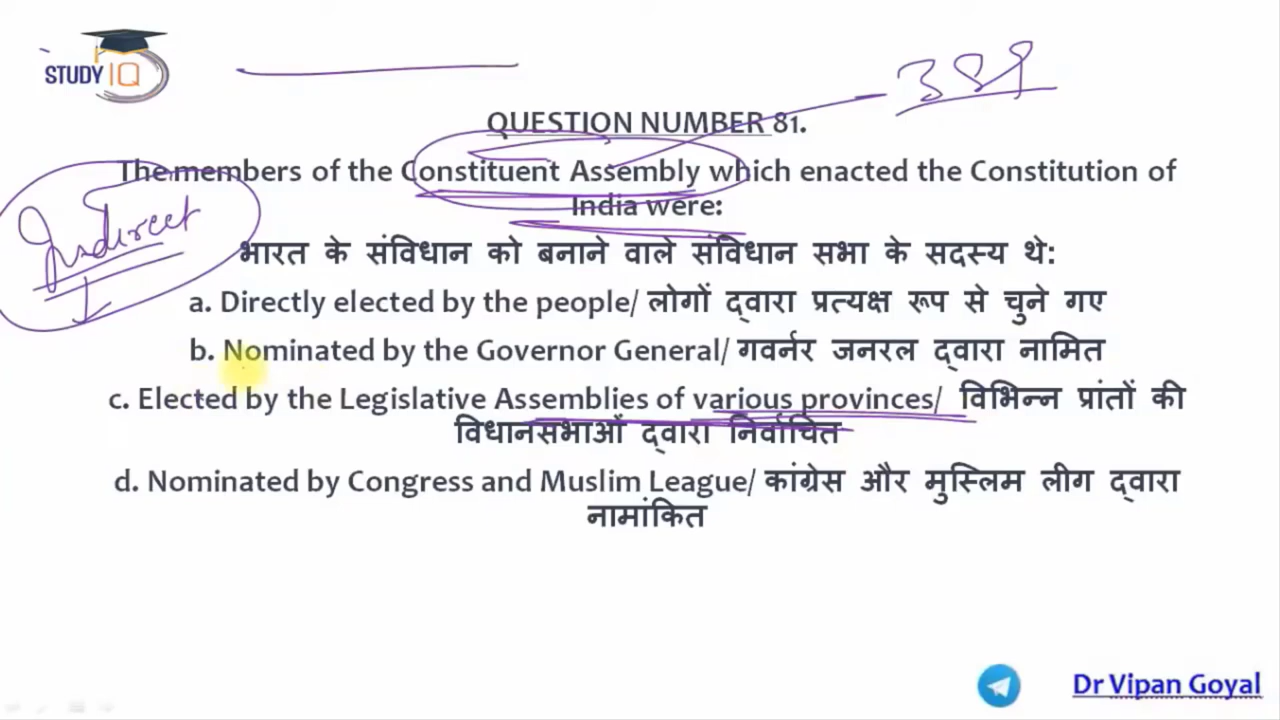 STUDY IQ
389
QUESTION NUMBER 81.
The members of the Constituent Assembly which enacted the Constitution of
India were:
Indirect
भारत के संविधान को बनाने वाले संविधान सभा के सदस्य थे:
a. Directly elected by the people/ लोगों द्वारा प्रत्यक्ष रूप से चुने गए
b. Nominated by the Governor General/ गवर्नर जनरल द्वारा नामित
c. Elected by the Legislative Assemblies of various provinces/ विभिन्न प्रांतों की
विधानसभाओं द्वारा निर्वाचित
d. Nominated by Congress and Muslim League/ कांग्रेस और मुस्लिम लीग द्वारा
नामांकित
Dr Vipan Goyal